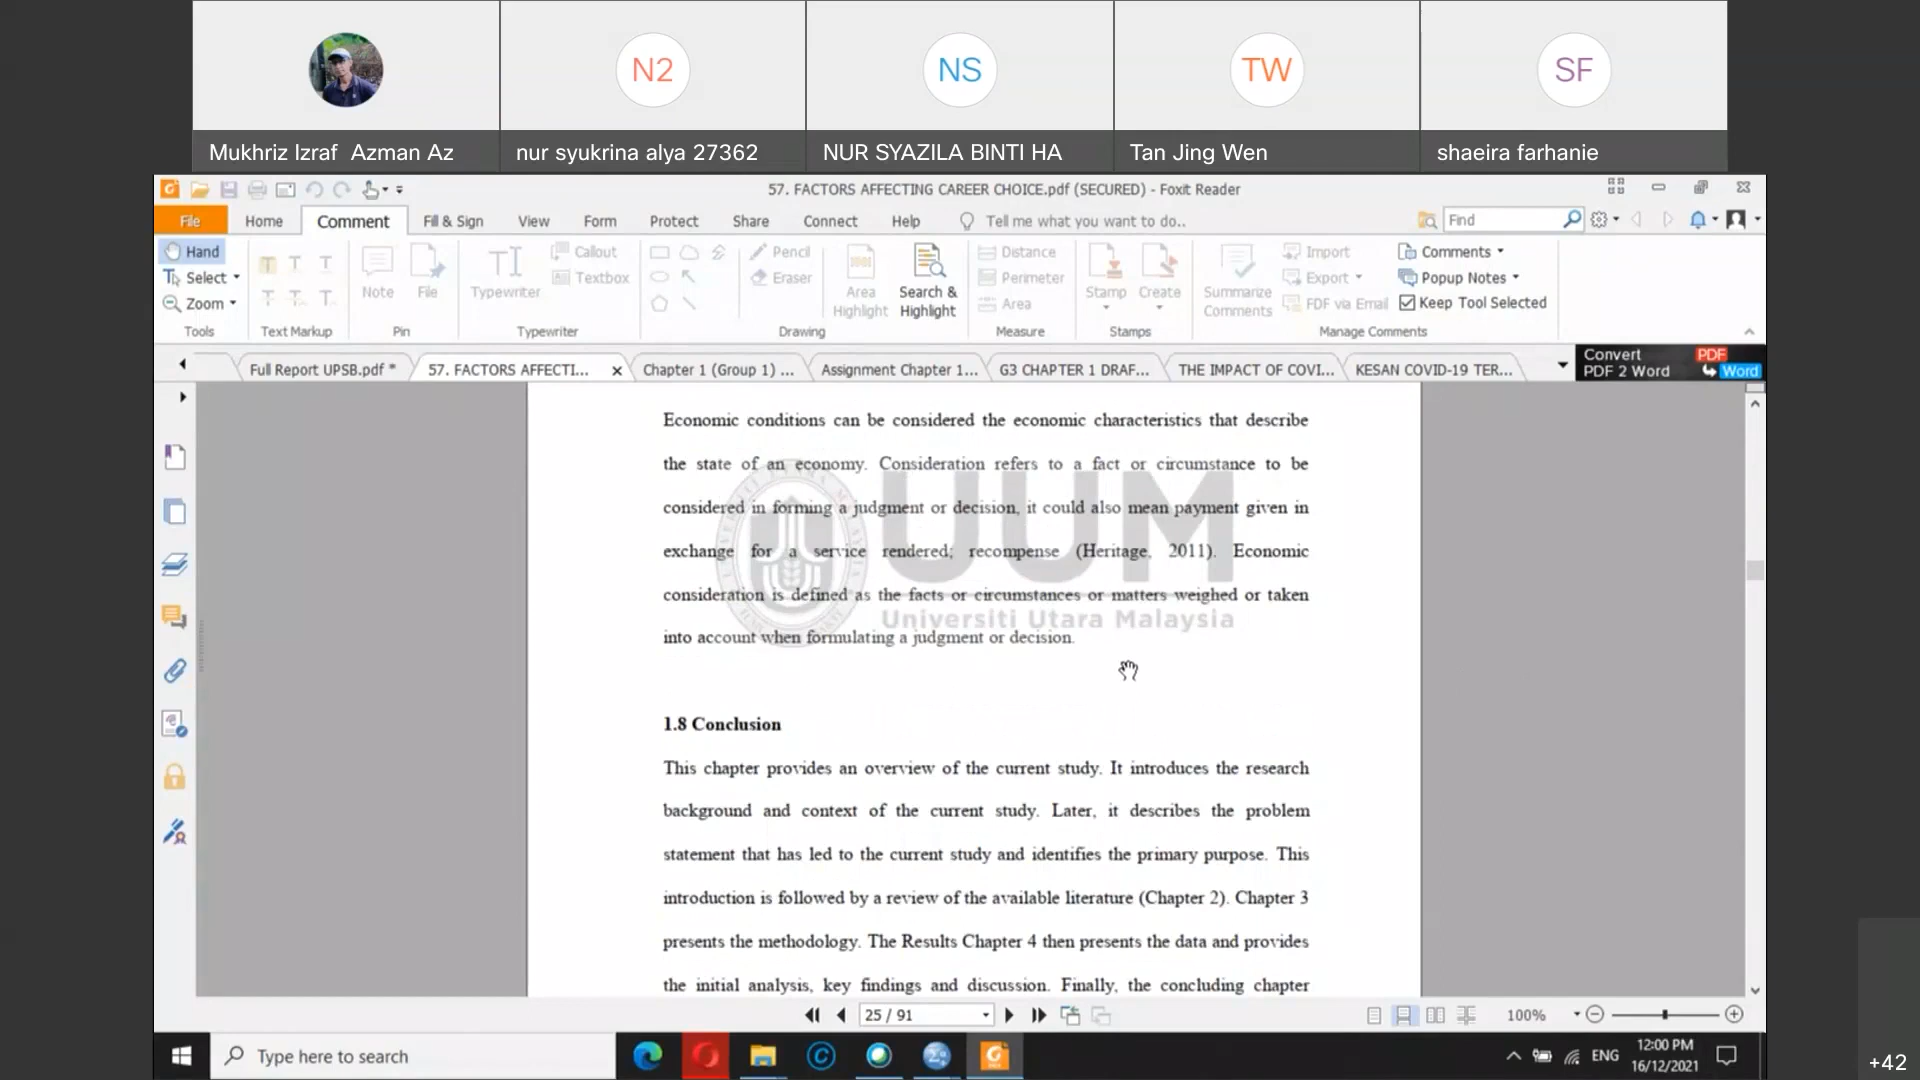 N2
NS
TW
SF
Mukhriz Izraf Azman Az
nur syukrina alya 27362
NUR SYAZILA BINTI HA
Tan Jing Wen
shaeira farhanie
57. FACTORS AFFECTING CAREER CHOICE.pdf (SECURED) - Foxit Reader
File Home Comment Fill & Sign View Form Protect Share Connect Help Tell me what you want to do.. Find
Hand
Select
Zoom
Tools
Text Markup
Note
File
Pin
Typewriter
Callout
Textbox
Typewriter
Pencil
Eraser
Area
Highlight
Search &
Highlight
Drawing
Distance
Perimeter
Area
Measure
Stamp
Create
Stamps
Summarize
Comments
Import
Export
FDF via Email
Comments
Popup Notes
Keep Tool Selected
Manage Comments
Full Report UPSB.pdf *
57. FACTORS AFFECTI...
Chapter 1 (Group 1) ...
Assignment Chapter 1...
G3 CHAPTER 1 DRAF...
THE IMPACT OF COVI...
KESAN COVID-19 TER...
Convert
PDF 2 Word
PDF
Word
Economic conditions can be considered the economic characteristics that describe
the state of an economy. Consideration refers to a fact or circumstance to be
considered in forming a judgment or decision, it could also mean payment given in
exchange for a service rendered; recompense (Heritage, 2011). Economic
consideration is defined as the facts or circumstances or matters weighed or taken
into account when formulating a judgment or decision.
UUM
Universiti Utara Malaysia
1.8 Conclusion
This chapter provides an overview of the current study. It introduces the research
background and context of the current study. Later, it describes the problem
statement that has led to the current study and identifies the primary purpose. This
introduction is followed by a review of the available literature (Chapter 2). Chapter 3
presents the methodology. The Results Chapter 4 then presents the data and provides
the initial analysis, key findings and discussion. Finally, the concluding chapter
25 / 91
100%
Type here to search
ENG
12:00 PM
16/12/2021
+42